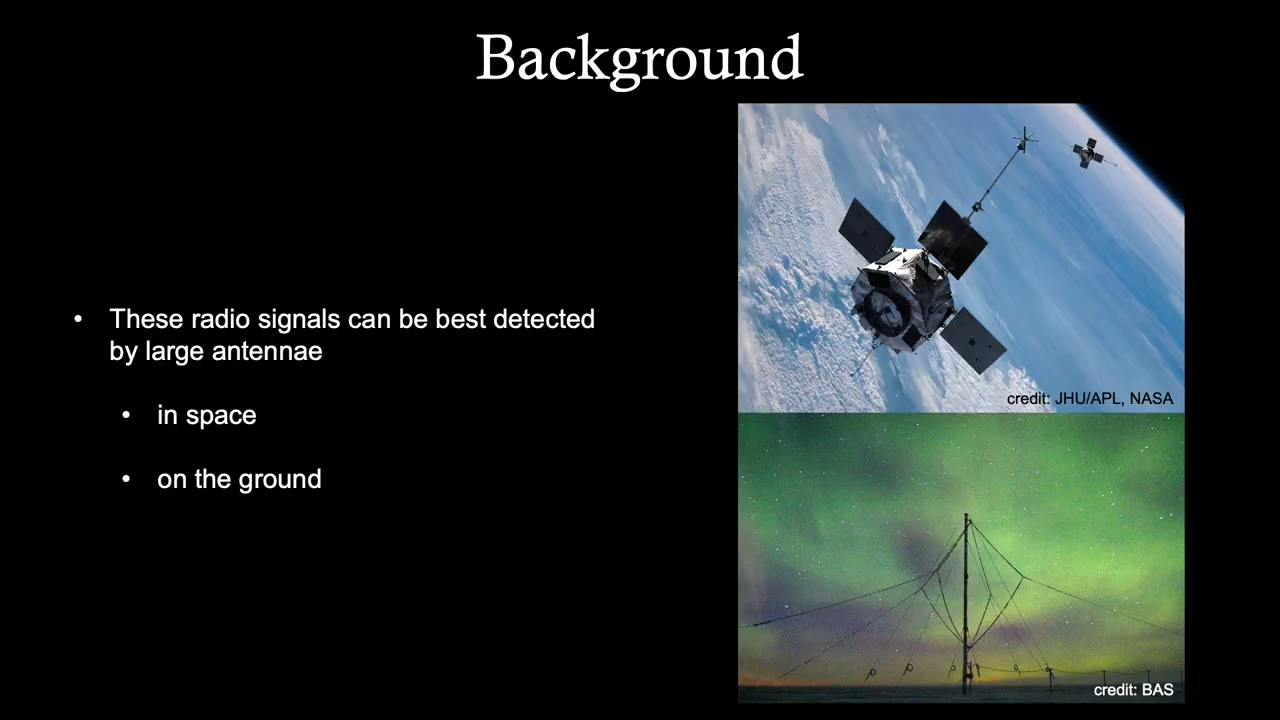 Background
• These radio signals can be best detected
by large antennae
• in space
• on the ground
credit: JHU/APL, NASA
credit: BAS